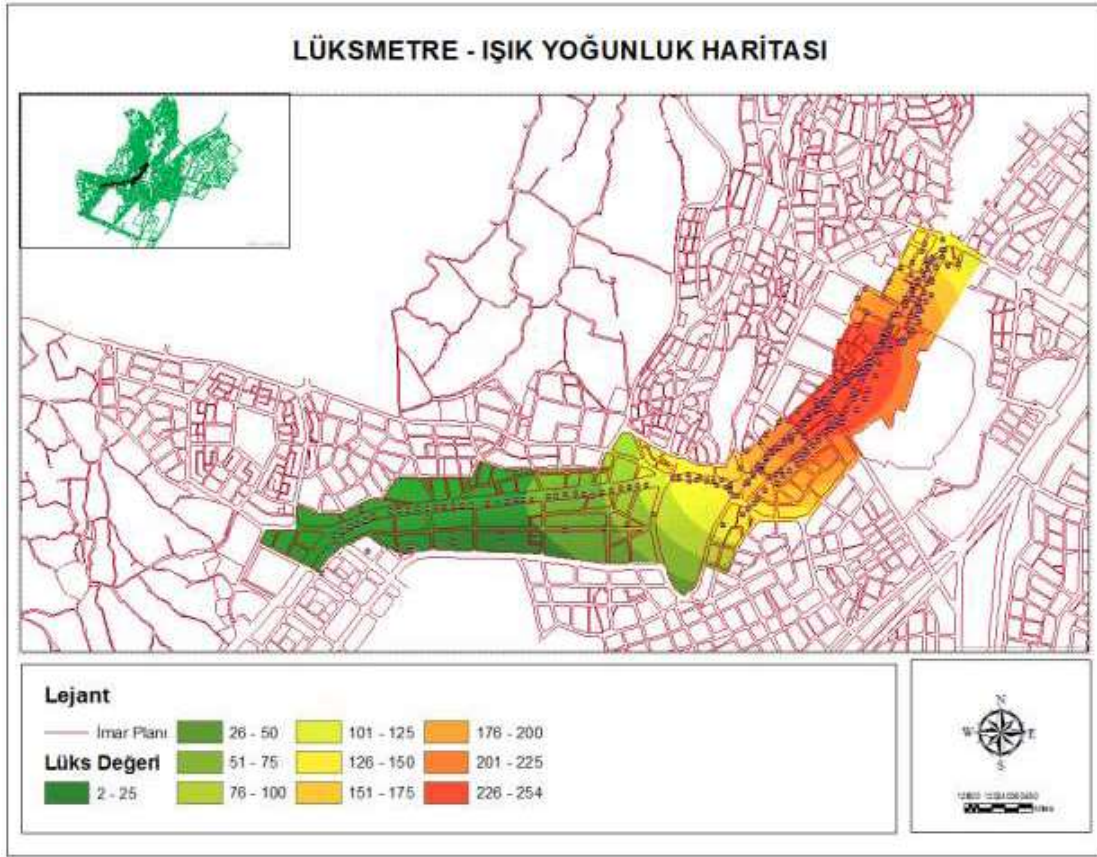 LÜKSMETRE - IŞIK YOĞUNLUK HARİTASI
Lejant
İmar Planı
Lüks Değeri
2 - 25
26 - 50
51 - 75
76 - 100
101 - 125
126 - 150
151 - 175
176 - 200
201 - 225
226 - 254
N
W
E
S